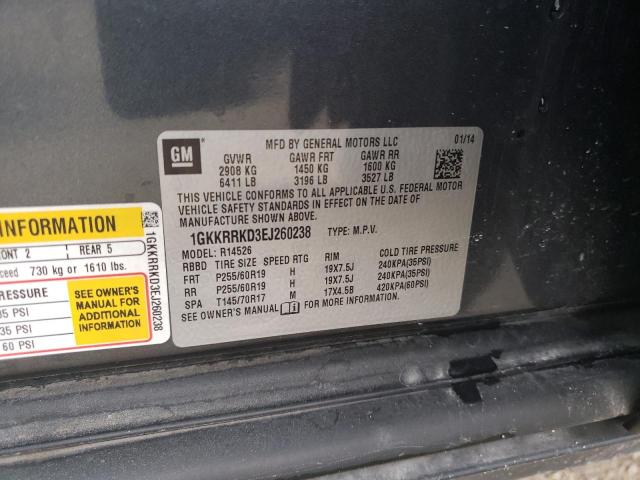 GM
MFD BY GENERAL MOTORS LLC
01/14
GVWR GAWR FRT GAWR RR
2908 KG 1450 KG 1600 KG
6411 LB 3196 LB 3527 LB
THIS VEHICLE CONFORMS TO ALL APPLICABLE U.S. FEDERAL MOTOR
VEHICLE SAFETY STANDARDS IN EFFECT ON THE DATE OF
MANUFACTURE SHOWN ABOVE.
1GKKRRKD3EJ260238 TYPE: M.P.V.
MODEL: R14526
RBBD TIRE SIZE SPEED RTG RIM COLD TIRE PRESSURE
FRT P255/60R19 H 19X7.5J 240KPA(35PSI)
RR P255/60R19 H 19X7.5J 240KPA(35PSI)
SPA T145/70R17 M 17X4.5B 420KPA(60PSI)
SEE OWNER'S MANUAL FOR MORE INFORMATION
INFORMATION
ONT 2 REAR 5
ceed 730 kg or 1610 lbs.
PRESSURE
35 PSI
35 PSI
60 PSI
SEE OWNER'S
MANUAL FOR
ADDITIONAL
INFORMATION
1GKKRRKD3EJ260238